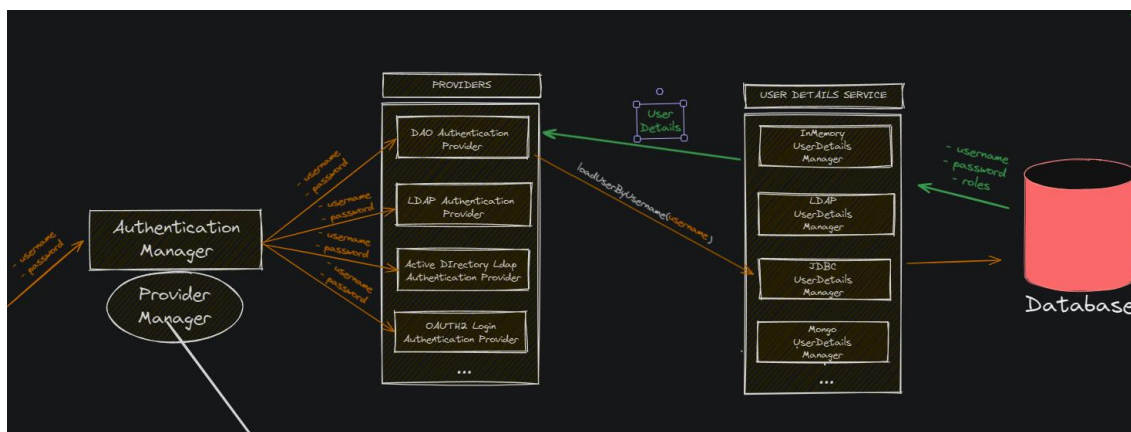 - username
- password
Authentication
Manager
Provider
Manager
- username
- password
- username
- password
- username
- password
- username
- password
PROVIDERS
DAO Authentication
Provider
LDAP Authentication
Provider
Active DIrectory Ldap
Authentication Provider
OAUTH2 Login
Authentication Provider
...
User
Details
loadUserByUsername(username)
USER DETAILS SERVICE
InMemory
UserDetails
Manager
LDAP
UserDetails
Manager
JDBC
UserDetails
Manager
Mongo
UserDetails
Manager
...
- username
- password
- roles
Database